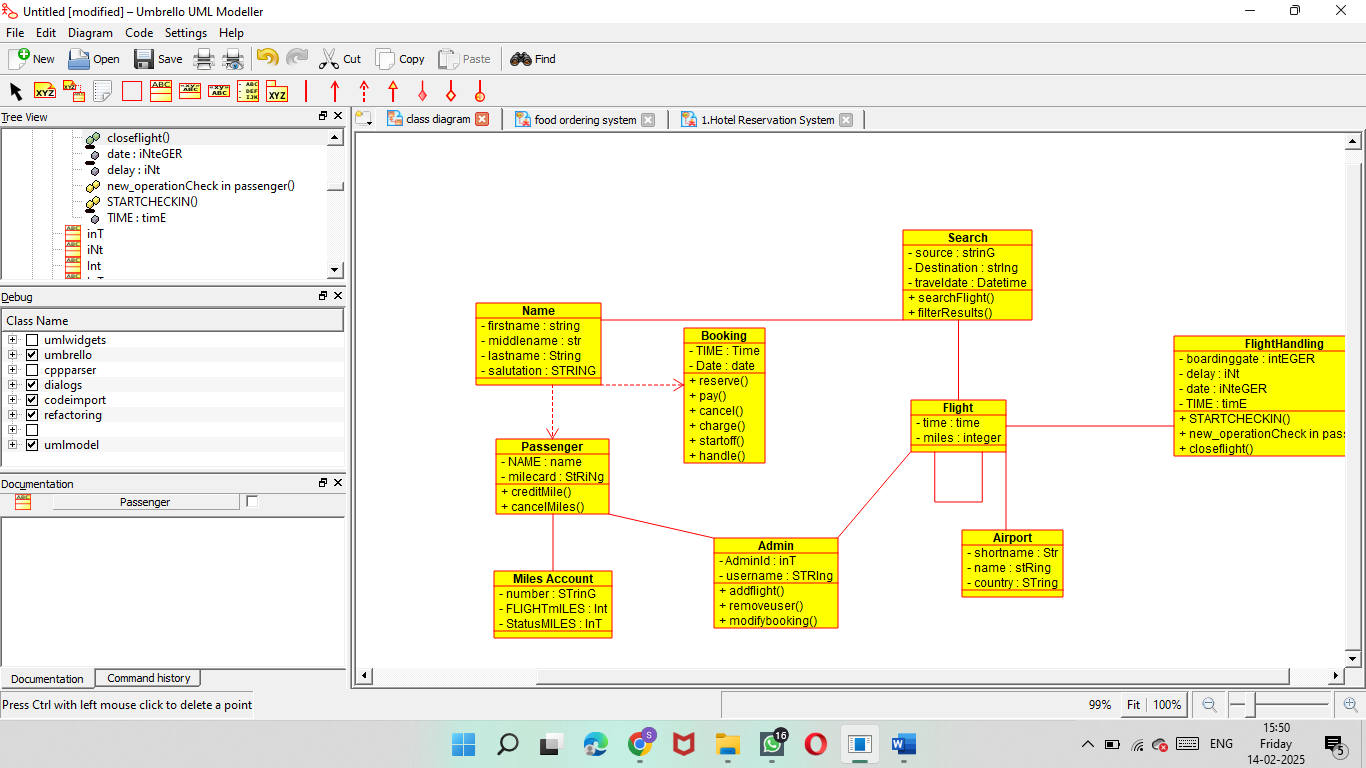 Untitled [modified] – Umbrello UML Modeller
File Edit Diagram Code Settings Help
New Open Save Cut Copy Paste Find
Tree View
class diagram food ordering system 1.Hotel Reservation System
closeflight()
date : iNteGER
delay : iNt
new_operationCheck in passenger()
STARTCHECKIN()
TIME : timE
inT
iNt
Int
Debug
Class Name
umlwidgets
umbrello
cppparser
dialogs
codeimport
refactoring
umlmodel
Documentation
Passenger
Documentation Command history
Search
- source : strinG
- Destination : strIng
- traveldate : Datetime
+ searchFlight()
+ filterResults()
Name
- firstname : string
- middlename : str
- lastname : String
- salutation : STRING
Booking
- TIME : Time
- Date : date
+ reserve()
+ pay()
+ cancel()
+ charge()
+ startoff()
+ handle()
FlightHandling
- boardinggate : intEGER
- delay : iNt
- date : iNteGER
- TIME : timE
+ STARTCHECKIN()
+ new_operationCheck in pas
+ closeflight()
Flight
- time : time
- miles : integer
Passenger
- NAME : name
- milecard : StRiNg
+ creditMile()
+ cancelMiles()
Admin
- AdminId : inT
- username : STRIng
+ addflight()
+ removeuser()
+ modifybooking()
Airport
- shortname : Str
- name : stRing
- country : STring
Miles Account
- number : STrinG
- FLIGHTmILES : Int
- StatusMILES : InT
Press Ctrl with left mouse click to delete a point
99% Fit 100%
S
16
ENG
15:50
Friday
14-02-2025
5